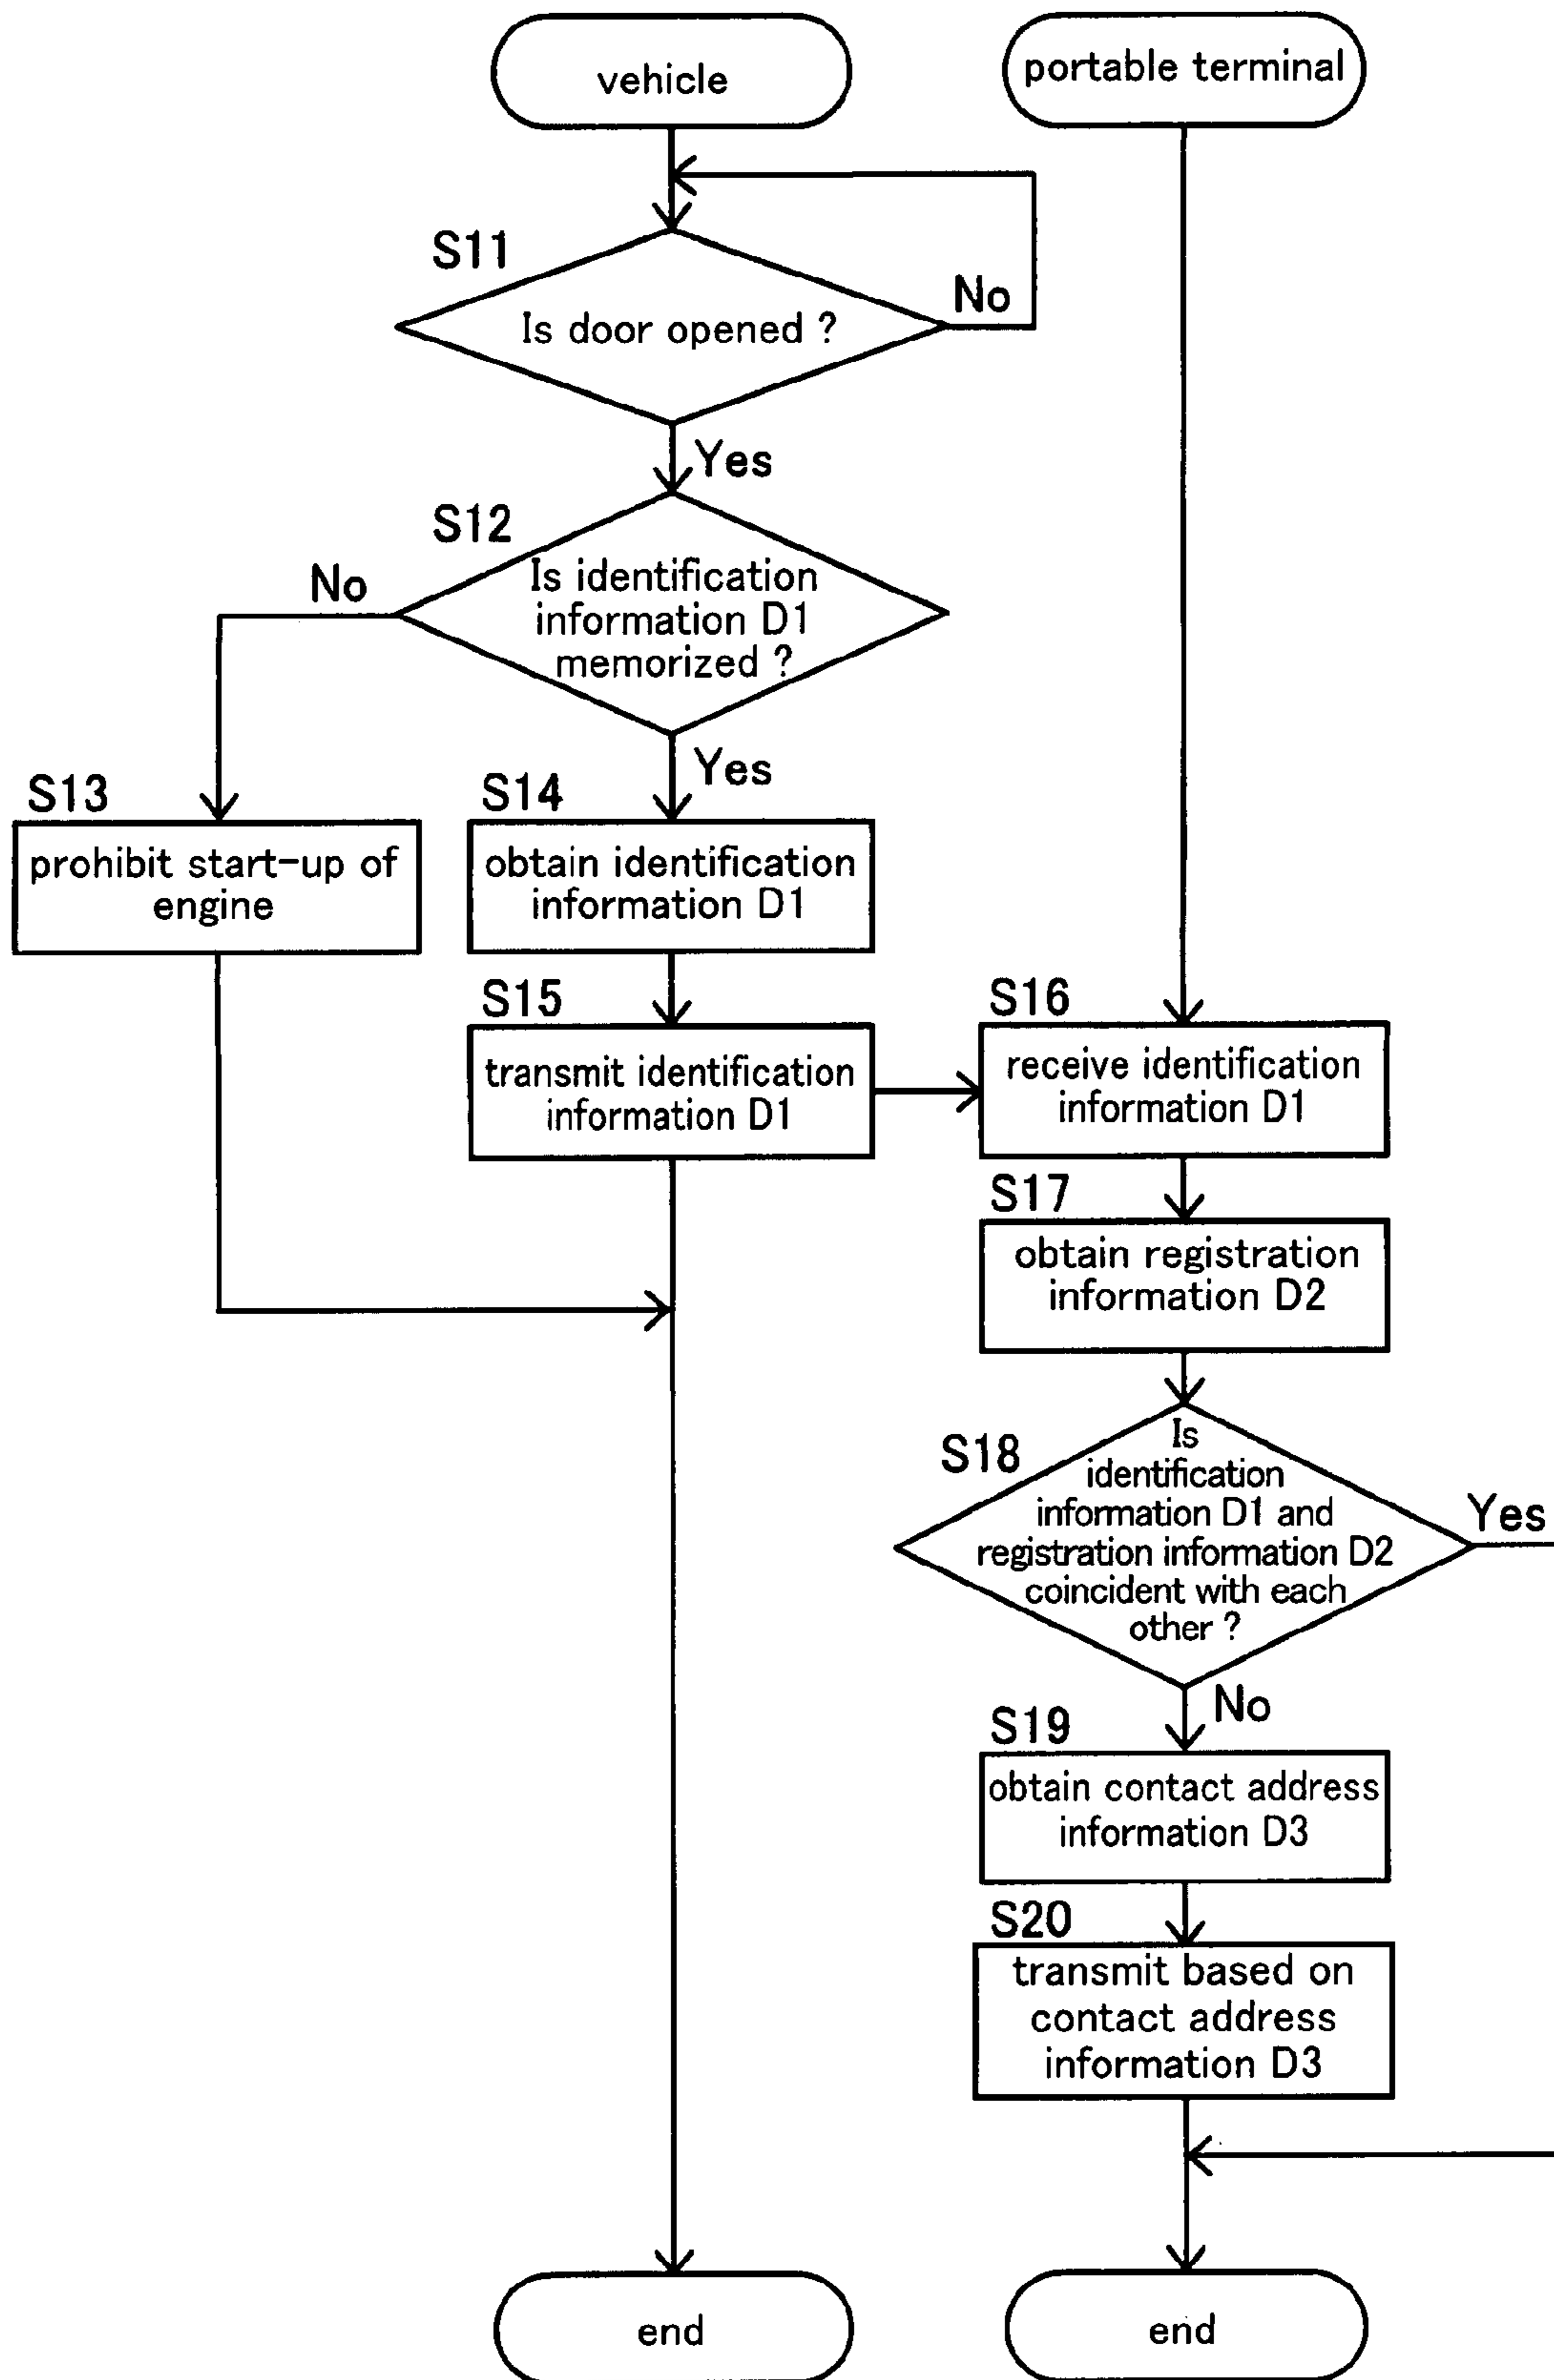 vehicle
portable terminal
S11
Is door opened ?
No
Yes
S12
Is identification
information D1
memorized ?
No
Yes
S13
prohibit start-up of
engine
S14
obtain identification
information D1
S15
transmit identification
information D1
S16
receive identification
information D1
S17
obtain registration
information D2
S18
Is
identification
information D1 and
registration information D2
coincident with each
other ?
Yes
No
S19
obtain contact address
information D3
S20
transmit based on
contact address
information D3
end
end